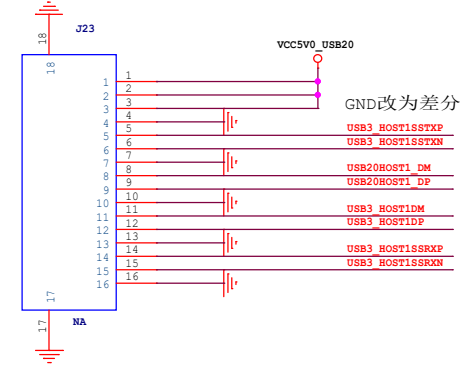 J23
18
VCC5V0_USB20
18
1 1
2 2
3 3
GND改为差分
4 4
5 5 USB3_HOST1SSTXP
6 6 USB3_HOST1SSTXN
7 7
8 8 USB20HOST1_DM
9 9 USB20HOST1_DP
10 10
11 11 USB3_HOST1DM
12 12 USB3_HOST1DP
13 13
14 14 USB3_HOST1SSRXP
15 15 USB3_HOST1SSRXN
16 16
17
17
NA